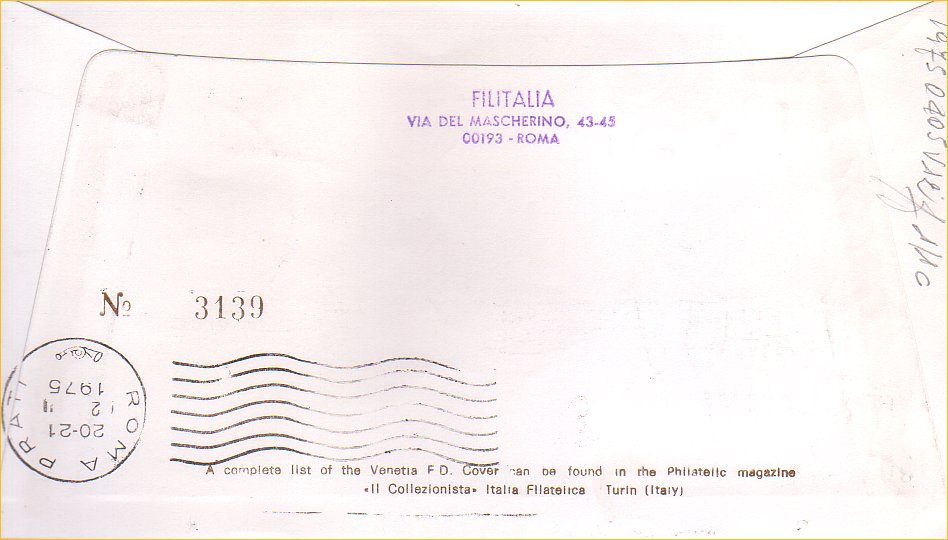 FILITALIA
VIA DEL MASCHERINO, 43-45
00193 - ROMA
№ 3139
ROMA PRATI
20-21
1975
A complete list of the Venetia F D. Cover can be found in the Philatelic magazine
«Il Collezionista» Italia Filatelica Turin (Italy)